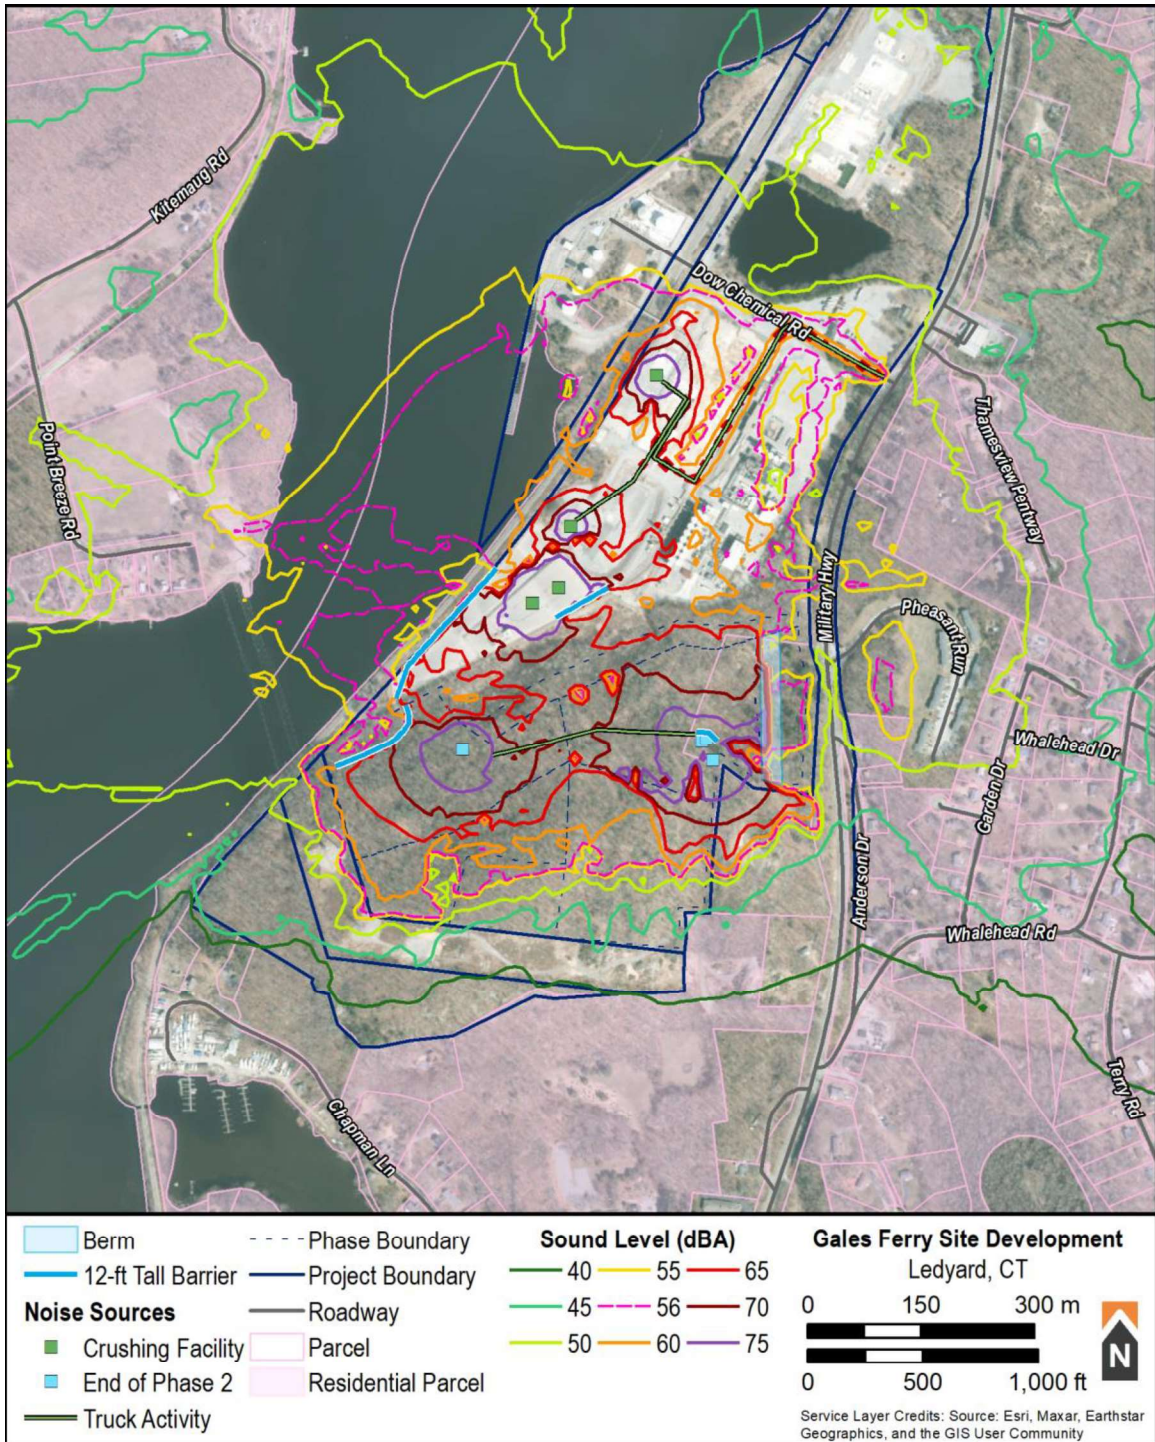 Kitemaug Rd
Dow Chemical Rd
Point Breeze Rd
Thamesview Pentway
Military Hwy
Pheasant Run
Whalehead Dr
Garden Dr
Anderson Dr
Whalehead Rd
Terry Rd
Chapman Ln
Berm
12-ft Tall Barrier
Noise Sources
Crushing Facility
End of Phase 2
Truck Activity
Phase Boundary
Project Boundary
Roadway
Parcel
Residential Parcel
Sound Level (dBA)
40 55 65
45 56 70
50 60 75
Gales Ferry Site Development
Ledyard, CT
0 150 300 m
0 500 1,000 ft
N
Service Layer Credits: Source: Esri, Maxar, Earthstar
Geographics, and the GIS User Community